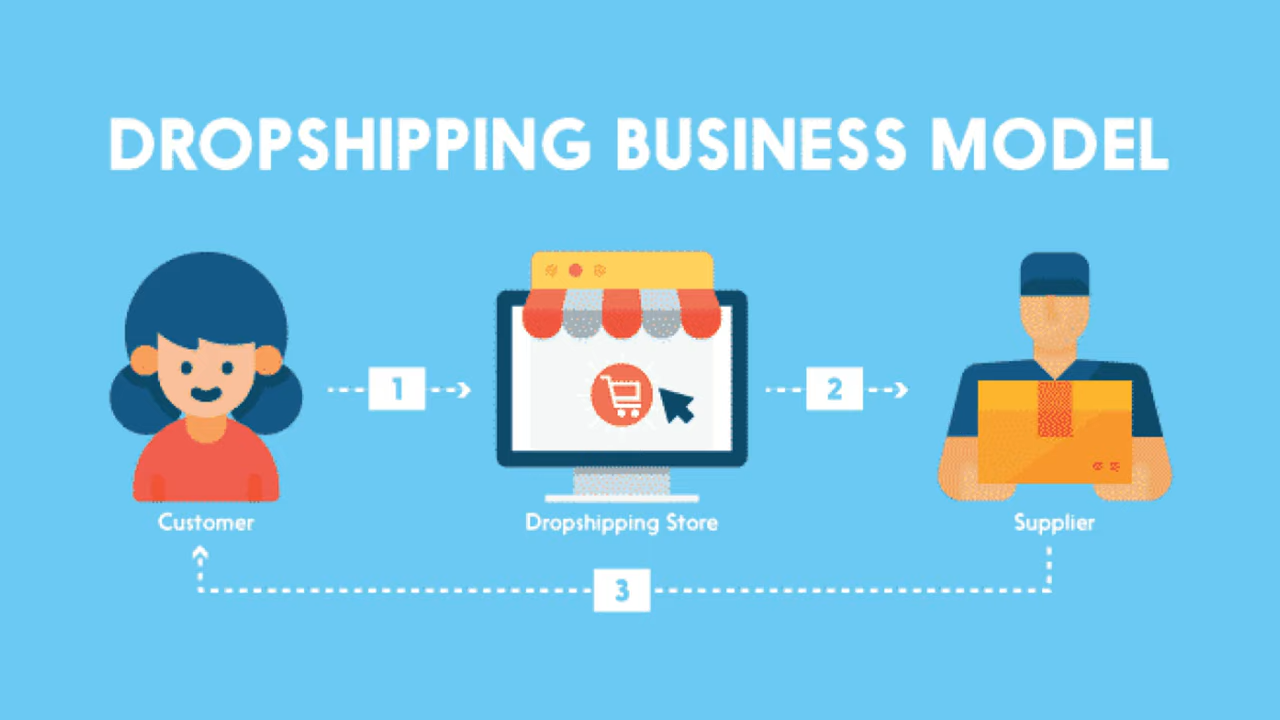 DROPSHIPPING BUSINESS MODEL
1
2
Customer
Dropshipping Store
Supplier
3